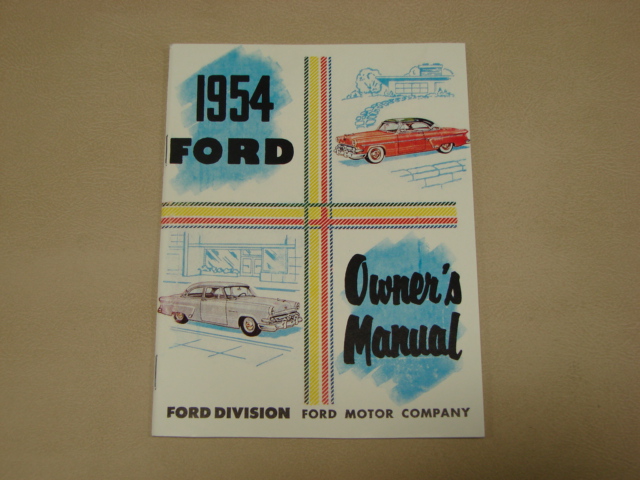 1954
FORD
Owner's
Manual
FORD DIVISION FORD MOTOR COMPANY